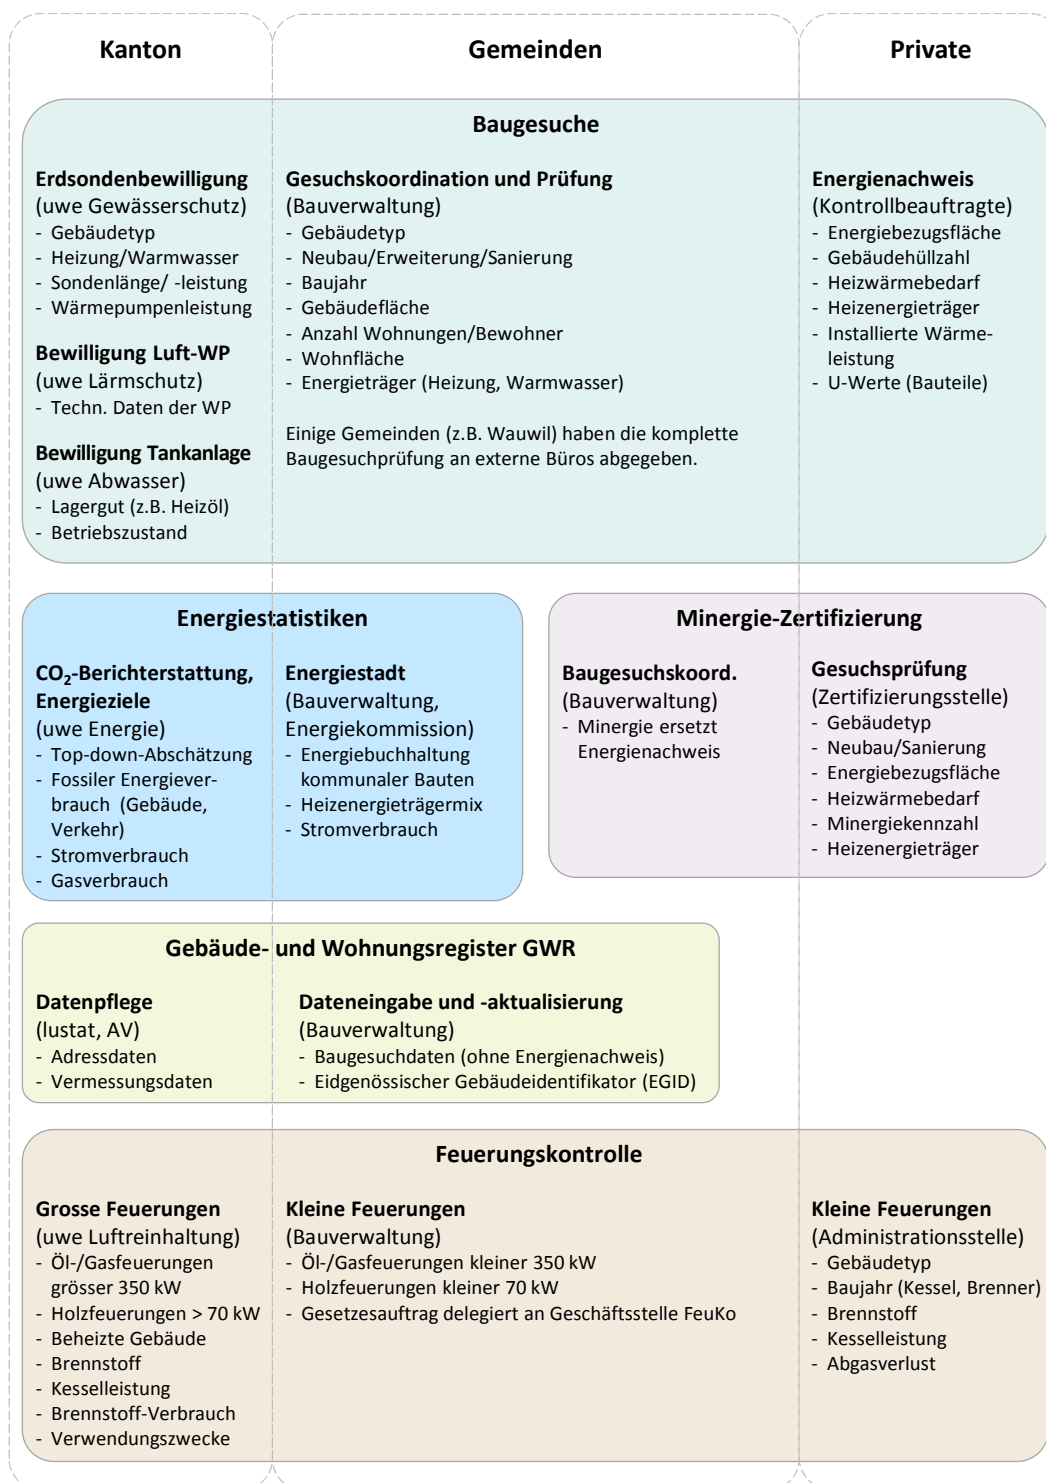 Kanton
Gemeinden
Private
Baugesuche
Erdsondenbewilligung
(uwe Gewässerschutz)
- Gebäudetyp
- Heizung/Warmwasser
- Sondenlänge/ -leistung
- Wärmepumpenleistung
Bewilligung Luft-WP
(uwe Lärmschutz)
- Techn. Daten der WP
Bewilligung Tankanlage
(uwe Abwasser)
- Lagergut (z.B. Heizöl)
- Betriebszustand
Gesuchskoordination und Prüfung
(Bauverwaltung)
- Gebäudetyp
- Neubau/Erweiterung/Sanierung
- Baujahr
- Gebäudefläche
- Anzahl Wohnungen/Bewohner
- Wohnfläche
- Energieträger (Heizung, Warmwasser)
Einige Gemeinden (z.B. Wauwil) haben die komplette
Baugesuchprüfung an externe Büros abgegeben.
Energienachweis
(Kontrollbeauftragte)
- Energiebezugsfläche
- Gebäudehüllzahl
- Heizwärmebedarf
- Heizenergieträger
- Installierte Wärme-
leistung
- U-Werte (Bauteile)
Energiestatistiken
CO₂-Berichterstattung,
Energieziele
(uwe Energie)
- Top-down-Abschätzung
- Fossiler Energiever-
brauch (Gebäude,
Verkehr)
- Stromverbrauch
- Gasverbrauch
Energiestadt
(Bauverwaltung,
Energiekommission)
- Energiebuchhaltung
kommunaler Bauten
- Heizenergieträgermix
- Stromverbrauch
Minergie-Zertifizierung
Baugesuchskoord.
(Bauverwaltung)
- Minergie ersetzt
Energienachweis
Gesuchsprüfung
(Zertifizierungsstelle)
- Gebäudetyp
- Neubau/Sanierung
- Energiebezugsfläche
- Heizwärmebedarf
- Minergiekennzahl
- Heizenergieträger
Gebäude- und Wohnungsregister GWR
Datenpflege
(lustat, AV)
- Adressdaten
- Vermessungsdaten
Dateneingabe und -aktualisierung
(Bauverwaltung)
- Baugesuchdaten (ohne Energienachweis)
- Eidgenössischer Gebäudeidentifikator (EGID)
Feuerungskontrolle
Grosse Feuerungen
(uwe Luftreinhaltung)
- Öl-/Gasfeuerungen
grösser 350 kW
- Holzfeuerungen > 70 kW
- Beheizte Gebäude
- Brennstoff
- Kesselleistung
- Brennstoff-Verbrauch
- Verwendungszwecke
Kleine Feuerungen
(Bauverwaltung)
- Öl-/Gasfeuerungen kleiner 350 kW
- Holzfeuerungen kleiner 70 kW
- Gesetzesauftrag delegiert an Geschäftsstelle FeuKo
Kleine Feuerungen
(Administrationsstelle)
- Gebäudetyp
- Baujahr (Kessel, Brenner)
- Brennstoff
- Kesselleistung
- Abgasverlust